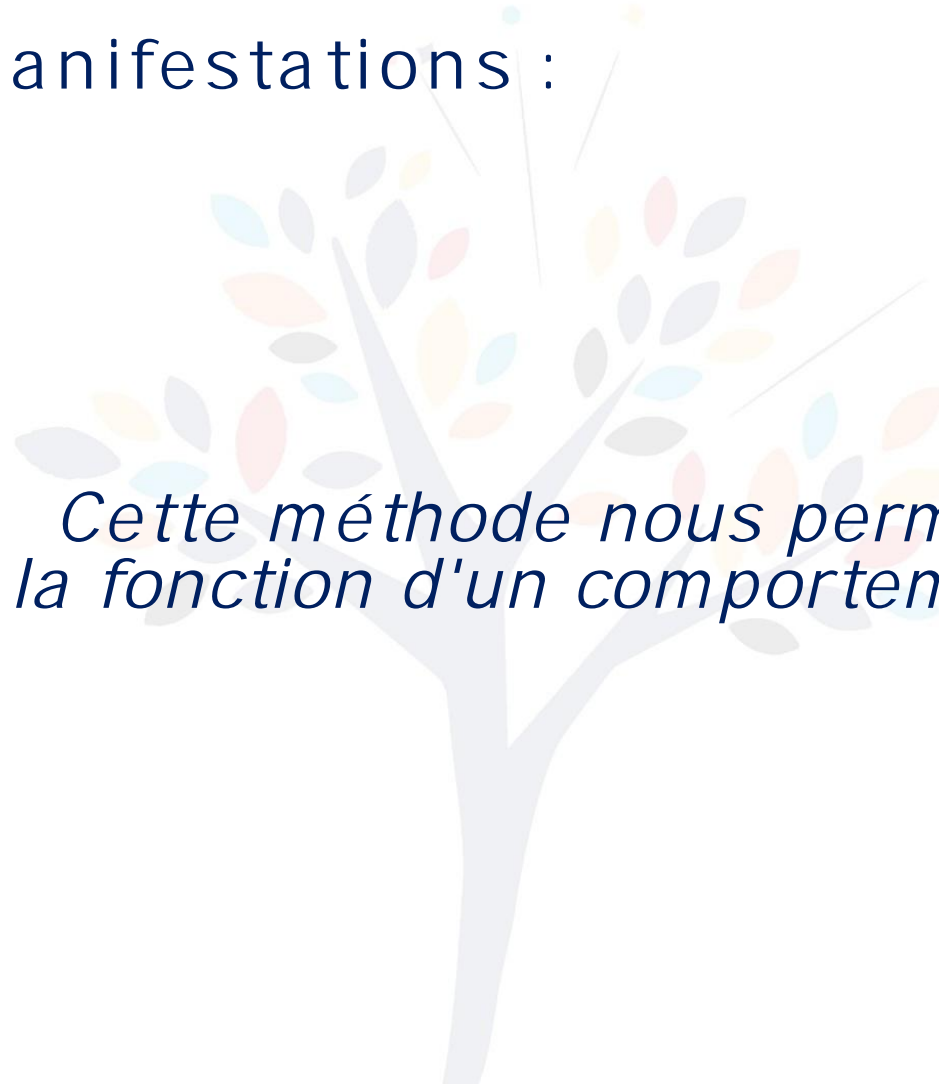 anifestations :
Cette méthode nous perm
la fonction d'un comportem